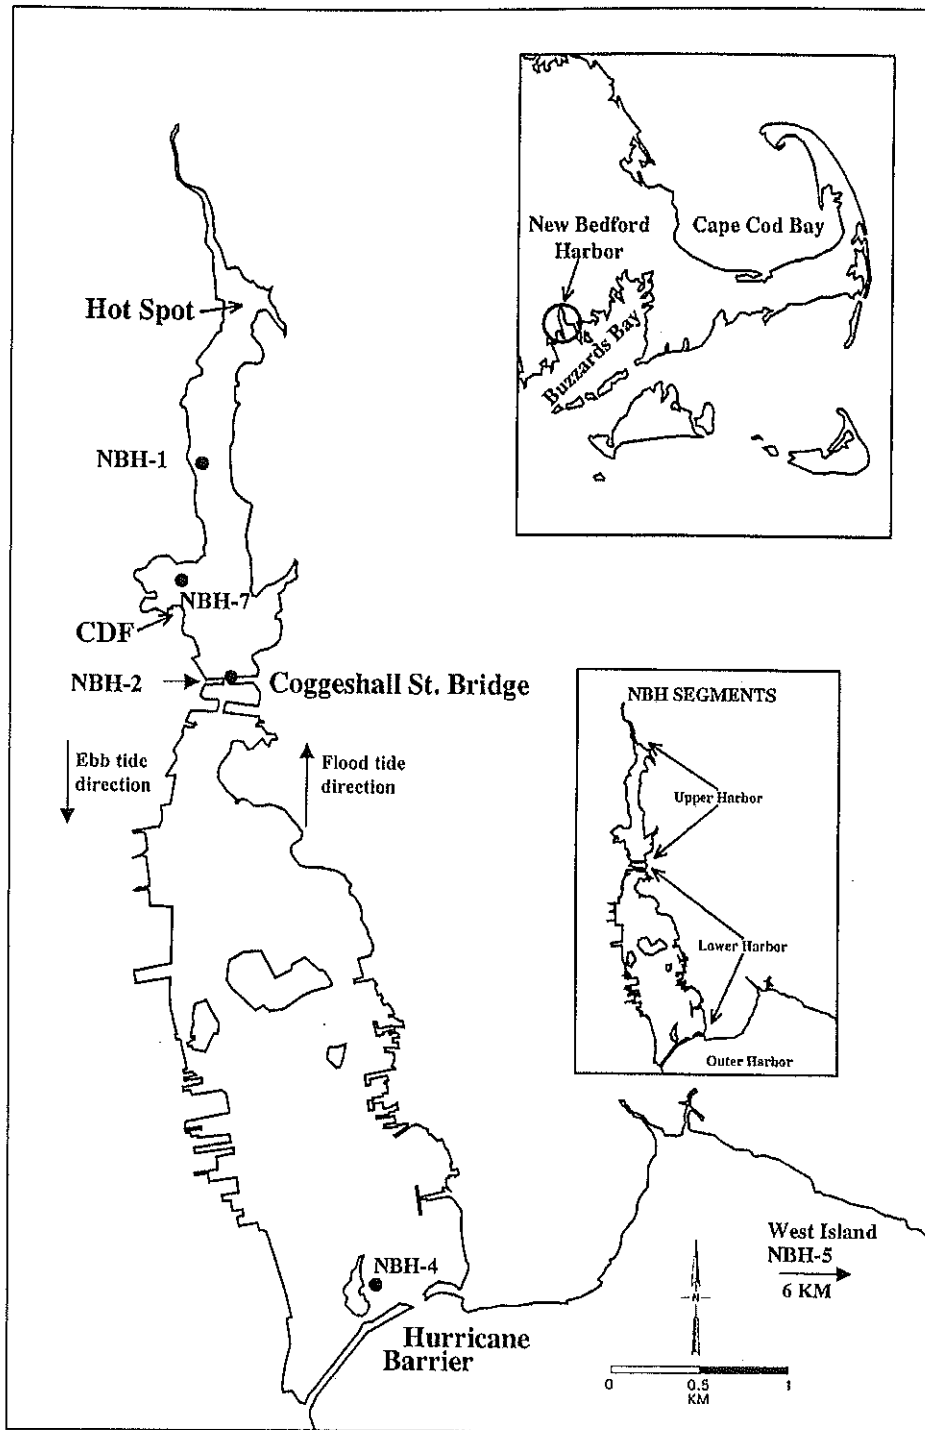 New Bedford
Harbor
Cape Cod Bay
Buzzards Bay
Hot Spot
NBH-1
NBH-7
CDF
NBH-2
Coggeshall St. Bridge
Ebb tide
direction
Flood tide
direction
NBH SEGMENTS
Upper Harbor
Lower Harbor
Outer Harbor
West Island
NBH-5
6 KM
NBH-4
Hurricane
Barrier
N
0 0.5 1
KM